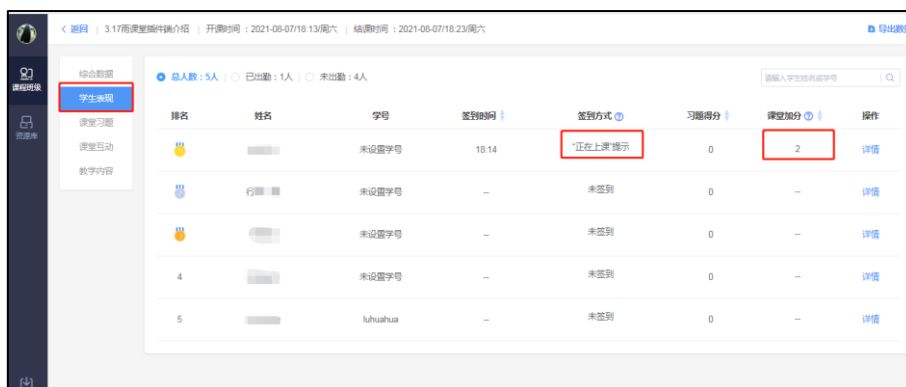 < 返回 | 3.17雨课堂插件端介绍 | 开课时间：2021-08-07/18:13/周六 | 结课时间：2021-08-07/18:23/周六 导出数据
课程班级
资源库
综合数据
学生表现
课堂习题
课堂互动
教学内容
总人数：5人 | 已出勤：1人 | 未出勤：4人 请输入学生姓名或学号
排名 姓名 学号 签到时间 签到方式 习题得分 课堂加分 操作
未设置学号 18:14 "正在上课"提示 0 2 详情
未设置学号 -- 未签到 0 -- 详情
未设置学号 -- 未签到 0 -- 详情
4 未设置学号 -- 未签到 0 -- 详情
5 luhuahua -- 未签到 0 -- 详情